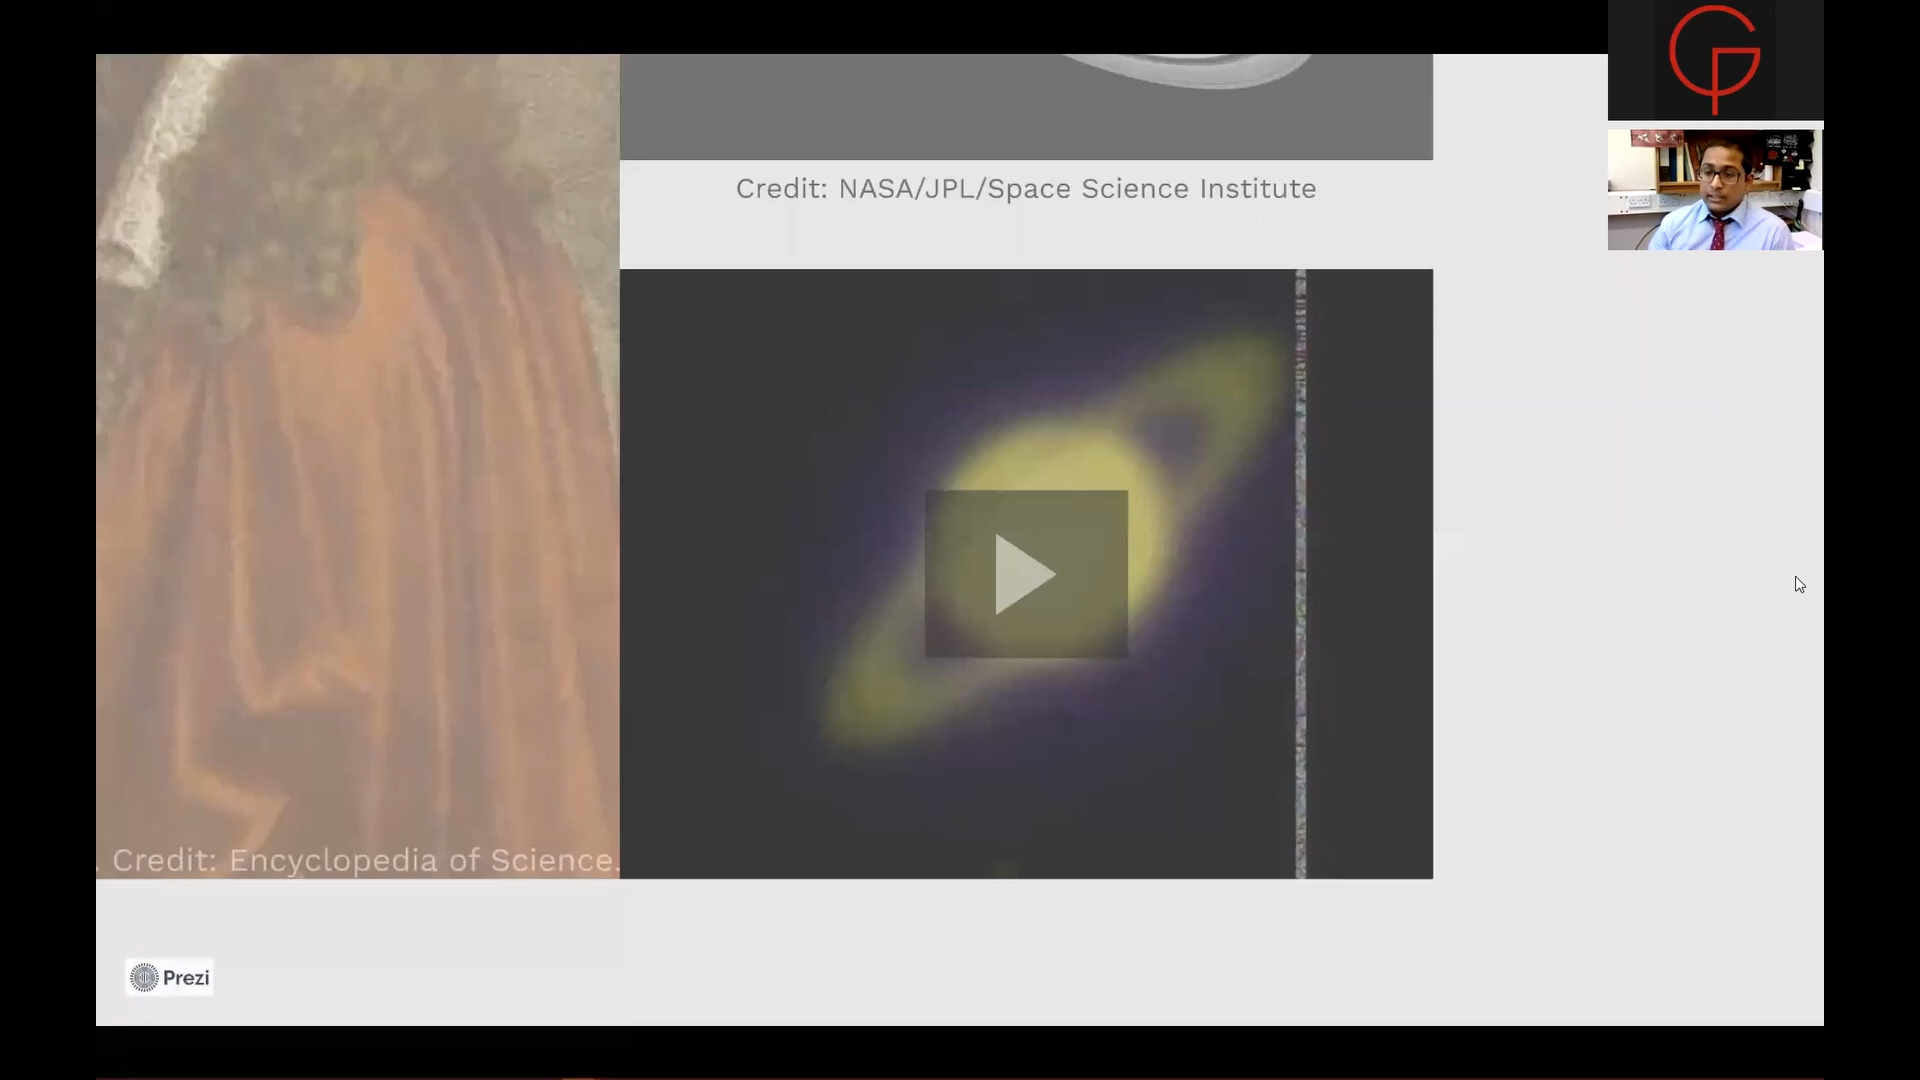 Credit: NASA/JPL/Space Science Institute
. Credit: Encyclopedia of Science.
Prezi